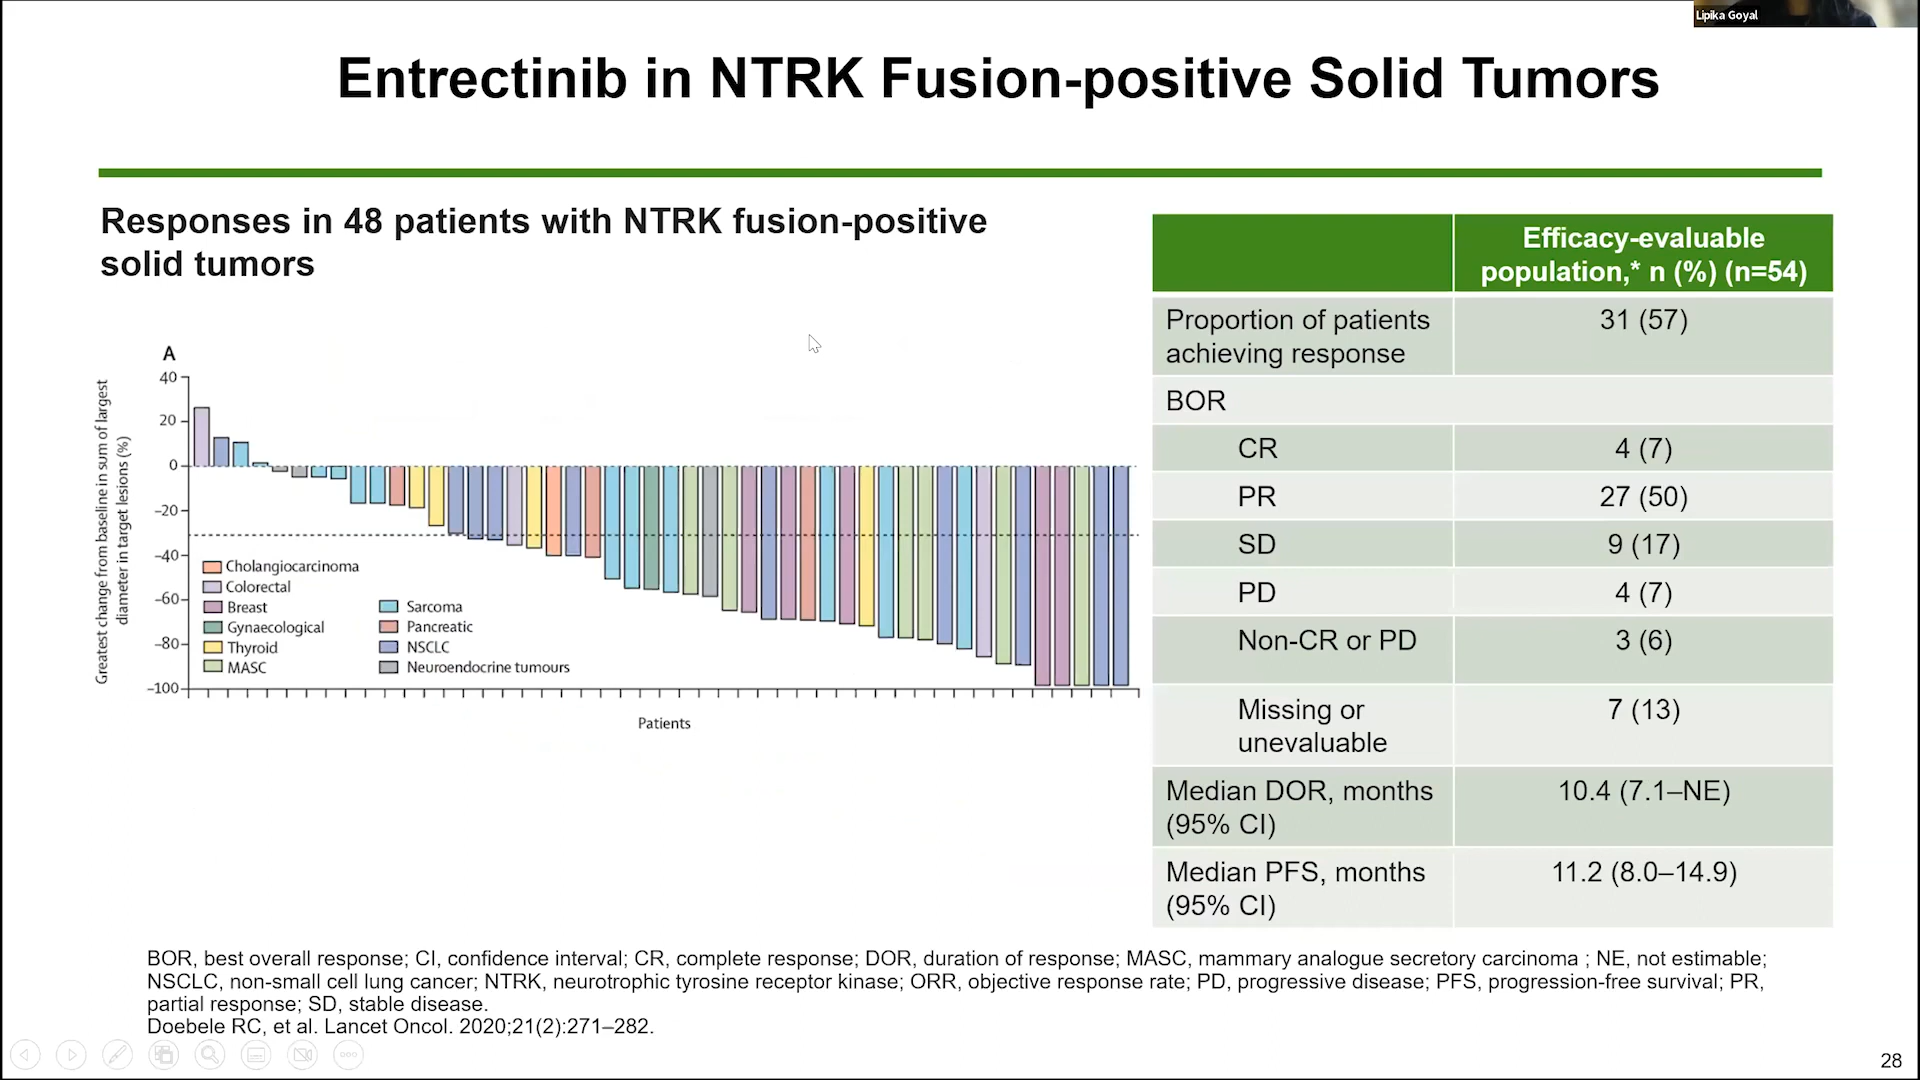 Lipika Goyal
Entrectinib in NTRK Fusion-positive Solid Tumors
Responses in 48 patients with NTRK fusion-positive
solid tumors
A
Greatest change from baseline in sum of largest
diameter in target lesions (%)
40
20
0
–20
–40
–60
–80
–100
Cholangiocarcinoma
Colorectal
Breast
Gynaecological
Thyroid
MASC
Sarcoma
Pancreatic
NSCLC
Neuroendocrine tumours
Patients
Efficacy-evaluable
population,* n (%) (n=54)
Proportion of patients
achieving response
31 (57)
BOR
CR
4 (7)
PR
27 (50)
SD
9 (17)
PD
4 (7)
Non-CR or PD
3 (6)
Missing or
unevaluable
7 (13)
Median DOR, months
(95% CI)
10.4 (7.1–NE)
Median PFS, months
(95% CI)
11.2 (8.0–14.9)
BOR, best overall response; CI, confidence interval; CR, complete response; DOR, duration of response; MASC, mammary analogue secretory carcinoma ; NE, not estimable;
NSCLC, non-small cell lung cancer; NTRK, neurotrophic tyrosine receptor kinase; ORR, objective response rate; PD, progressive disease; PFS, progression-free survival; PR,
partial response; SD, stable disease.
Doebele RC, et al. Lancet Oncol. 2020;21(2):271–282.
28